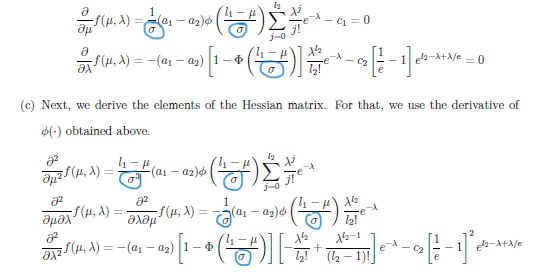 ∂/∂μ f(μ, λ) = 1/σ (a₁ − a₂)ϕ((l₁ − μ)/σ) ∑_{j−0}^{l₂} λʲ/j! e^{−λ} − c₁ = 0
∂/∂λ f(μ, λ) = −(a₁ − a₂) [1 − Φ((l₁ − μ)/σ)] λ^{l₂}/l₂! e^{−λ} − c₂ [1/e − 1] e^{l₂−λ+λ/e} = 0
(c) Next, we derive the elements of the Hessian matrix. For that, we use the derivative of
ϕ(·) obtained above.
∂²/∂μ² f(μ, λ) = (l₁ − μ)/σ³ (a₁ − a₂)ϕ((l₁ − μ)/σ) ∑_{j−0}^{l₂} λʲ/j! e^{−λ}
∂²/∂μ∂λ f(μ, λ) = ∂²/∂λ∂μ f(μ, λ) = −1/σ (a₁ − a₂)ϕ((l₁ − μ)/σ) λ^{l₂}/l₂! e^{−λ}
∂²/∂λ² f(μ, λ) = −(a₁ − a₂) [1 − Φ((l₁ − μ)/σ)] [−λ^{l₂}/l₂! + λ^{l₂−1}/(l₂ − 1)!] e^{−λ} − c₂ [1/e − 1]² e^{l₂−λ+λ/e}